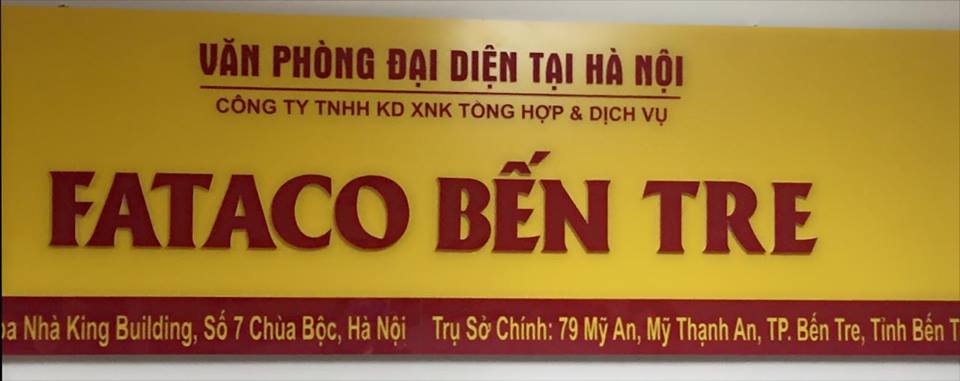 VĂN PHÒNG ĐẠI DIỆN TẠI HÀ NỘI
CÔNG TY TNHH KD XNK TỔNG HỢP & DỊCH VỤ
FATACO BẾN TRE
Nhà King Building, Số 7 Chùa Bộc, Hà Nội Trụ Sở Chính: 79 Mỹ An, Mỹ Thạnh An, TP. Bến Tre, Tỉnh Bến